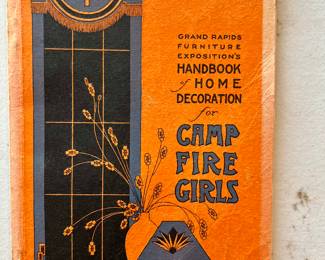 GRAND RAPIDS
FURNITURE
EXPOSITION'S
HANDBOOK
of HOME
DECORATION
for
CAMP
FIRE
GIRLS